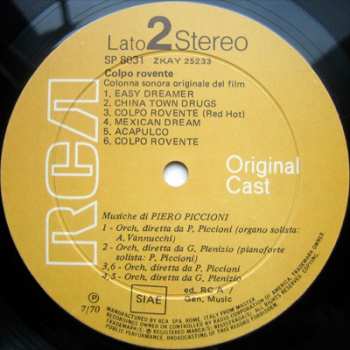 Lato 2 Stereo
SP 8031 ZKAY 25233
Colpo rovente
Colonna sonora originale del film
1. EASY DREAMER
2. CHINA TOWN DRUGS
3. COLPO ROVENTE (Red Hot)
4. MEXICAN DREAM
5. ACAPULCO
6. COLPO ROVENTE
RCA
Original
Cast
Musiche di PIERO PICCIONI
1 - Orch. diretta da P. Piccioni (organo solista:
A. Vannucchi)
2 - Orch. diretta da G. Plenizio (pianoforte
solista: P. Piccioni)
3,6 - Orch. diretta da P. Piccioni
4,5 - Orch. diretta da G. Plenizio
ed. RCA /
Gen. Music
SIAE
P
7/70